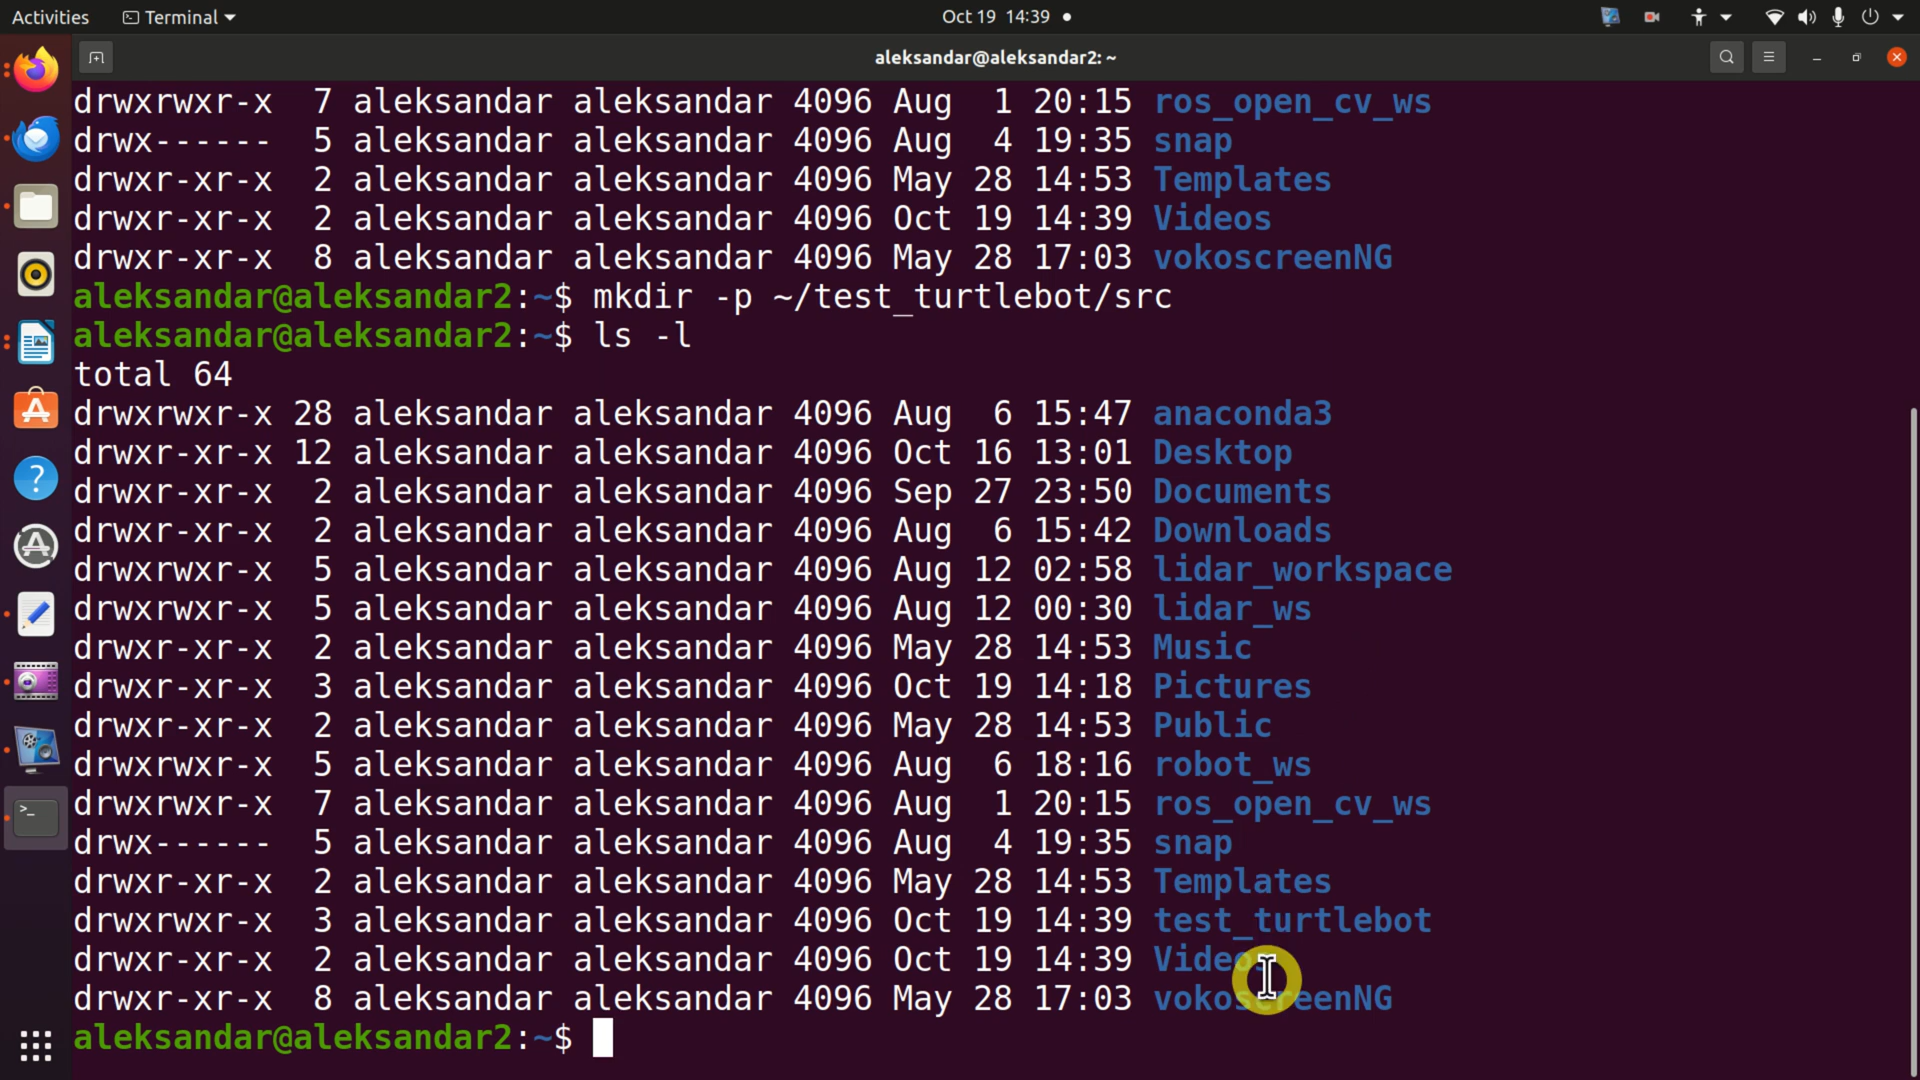 Activities Terminal Oct 19 14:39
aleksandar@aleksandar2: ~
drwxrwxr-x 7 aleksandar aleksandar 4096 Aug 1 20:15 ros_open_cv_ws
drwx------ 5 aleksandar aleksandar 4096 Aug 4 19:35 snap
drwxr-xr-x 2 aleksandar aleksandar 4096 May 28 14:53 Templates
drwxr-xr-x 2 aleksandar aleksandar 4096 Oct 19 14:39 Videos
drwxr-xr-x 8 aleksandar aleksandar 4096 May 28 17:03 vokoscreenNG
aleksandar@aleksandar2:~$ mkdir -p ~/test_turtlebot/src
aleksandar@aleksandar2:~$ ls -l
total 64
drwxrwxr-x 28 aleksandar aleksandar 4096 Aug 6 15:47 anaconda3
drwxr-xr-x 12 aleksandar aleksandar 4096 Oct 16 13:01 Desktop
drwxr-xr-x 2 aleksandar aleksandar 4096 Sep 27 23:50 Documents
drwxr-xr-x 2 aleksandar aleksandar 4096 Aug 6 15:42 Downloads
drwxrwxr-x 5 aleksandar aleksandar 4096 Aug 12 02:58 lidar_workspace
drwxrwxr-x 5 aleksandar aleksandar 4096 Aug 12 00:30 lidar_ws
drwxr-xr-x 2 aleksandar aleksandar 4096 May 28 14:53 Music
drwxr-xr-x 3 aleksandar aleksandar 4096 Oct 19 14:18 Pictures
drwxr-xr-x 2 aleksandar aleksandar 4096 May 28 14:53 Public
drwxrwxr-x 5 aleksandar aleksandar 4096 Aug 6 18:16 robot_ws
drwxrwxr-x 7 aleksandar aleksandar 4096 Aug 1 20:15 ros_open_cv_ws
drwx------ 5 aleksandar aleksandar 4096 Aug 4 19:35 snap
drwxr-xr-x 2 aleksandar aleksandar 4096 May 28 14:53 Templates
drwxrwxr-x 3 aleksandar aleksandar 4096 Oct 19 14:39 test_turtlebot
drwxr-xr-x 2 aleksandar aleksandar 4096 Oct 19 14:39 Videos
drwxr-xr-x 8 aleksandar aleksandar 4096 May 28 17:03 vokoscreenNG
aleksandar@aleksandar2:~$